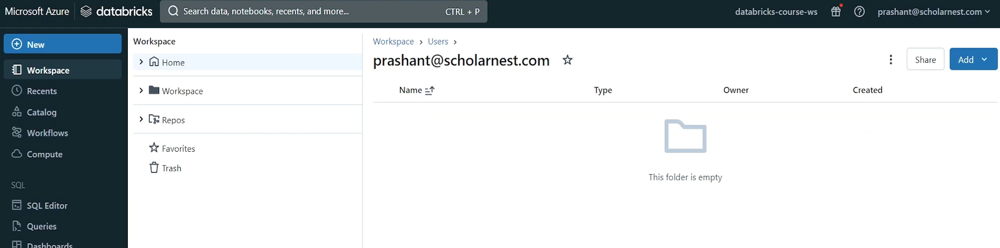 Microsoft Azure databricks Search data, notebooks, recents, and more... CTRL + P databricks-course-ws prashant@scholarnest.com
New
Workspace
Recents
Catalog
Workflows
Compute
SQL
SQL Editor
Queries
Dashboards
Workspace
Home
Workspace
Repos
Favorites
Trash
Workspace > Users >
prashant@scholarnest.com
Share Add
Name Type Owner Created
This folder is empty